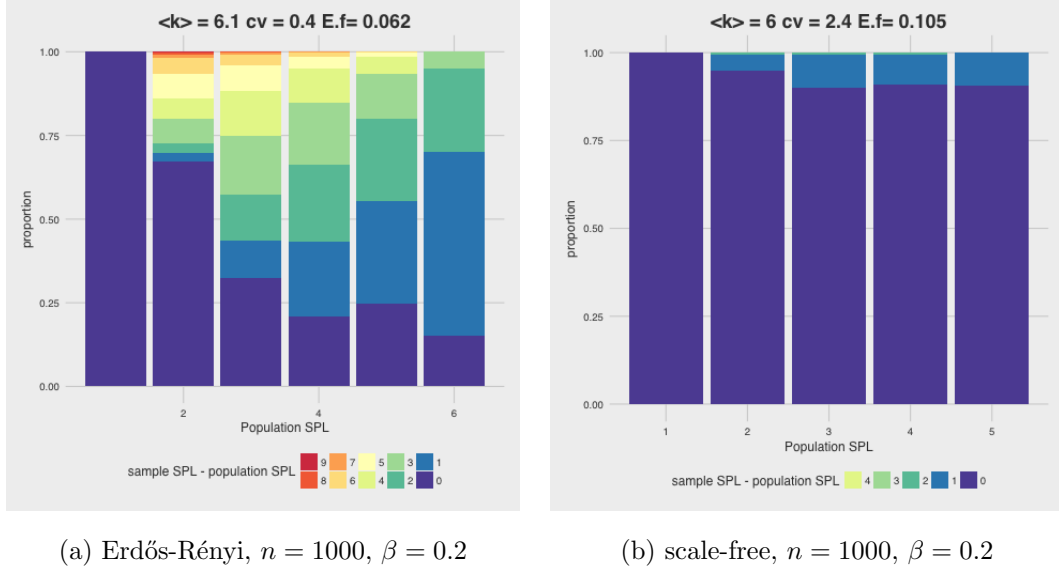 <k> = 6.1 cv = 0.4 E.f= 0.062
1.00
0.75
0.50
0.25
0.00
proportion
2 4 6
Population SPL
sample SPL - population SPL
9 7 5 3 1
8 6 4 2 0
(a) Erdős-Rényi, n = 1000, β = 0.2
<k> = 6 cv = 2.4 E.f= 0.105
1.00
0.75
0.50
0.25
0.00
proportion
1 2 3 4 5
Population SPL
sample SPL - population SPL 4 3 2 1 0
(b) scale-free, n = 1000, β = 0.2